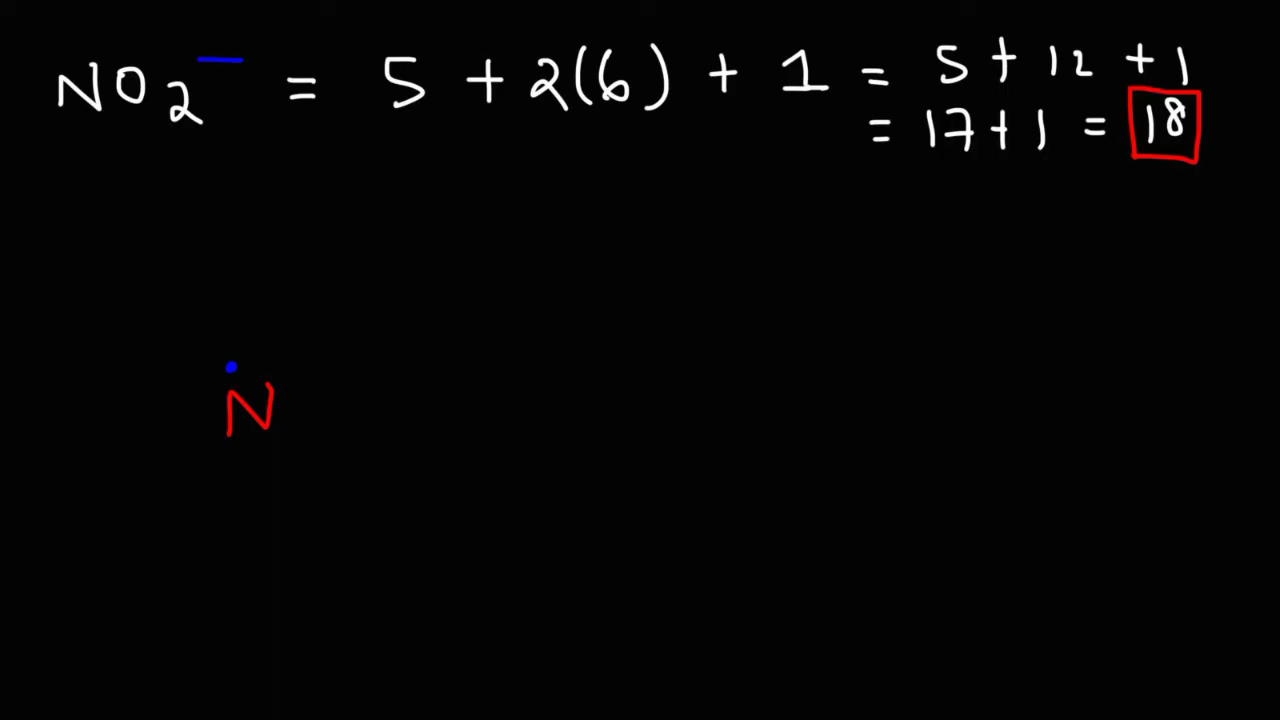 NO₂⁻ = 5 + 2(6) + 1 = 5 + 12 + 1
= 17 + 1 = 18
N